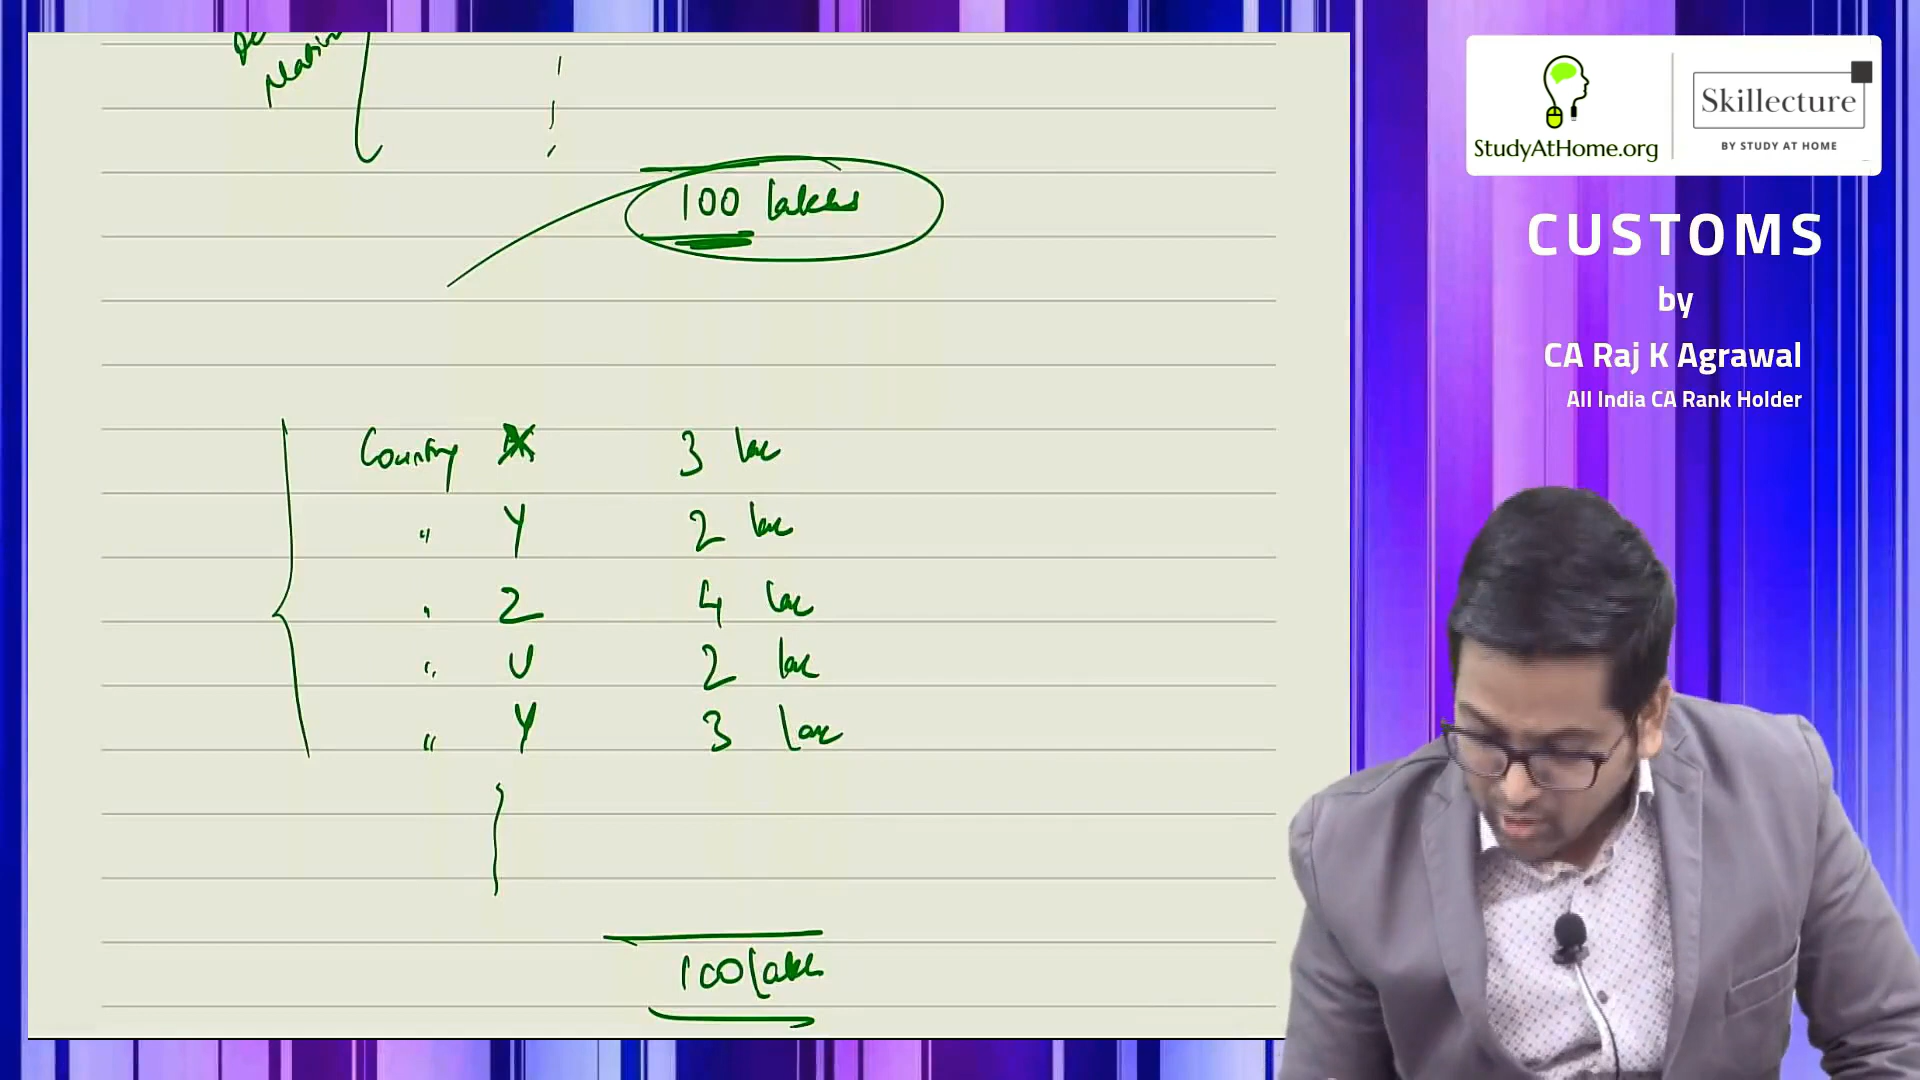 100 lakhs
Country X 3 lac
" Y 2 lac
" Z 4 lac
" U 2 lac
" Y 3 lac
100 lakhs
StudyAtHome.org
Skillecture
BY STUDY AT HOME
CUSTOMS
by
CA Raj K Agrawal
All India CA Rank Holder